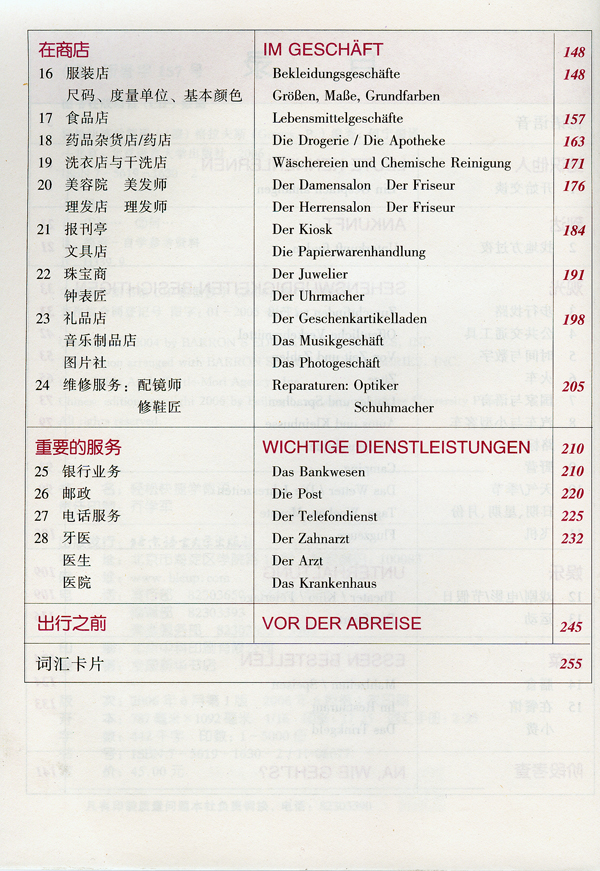 在商店 IM GESCHÄFT 148
16 服装店 Bekleidungsgeschäfte 148
尺码、度量单位、基本颜色 Größen, Maße, Grundfarben
17 食品店 Lebensmittelgeschäfte 157
18 药品杂货店/药店 Die Drogerie / Die Apotheke 163
19 洗衣店与干洗店 Wäschereien und Chemische Reinigung 171
20 美容院 美发师 Der Damensalon Der Friseur 176
理发店 理发师 Der Herrensalon Der Friseur
21 报刊亭 Der Kiosk 184
文具店 Die Papierwarenhandlung
22 珠宝商 Der Juwelier 191
钟表匠 Der Uhrmacher
23 礼品店 Der Geschenkartikelladen 198
音乐制品店 Das Musikgeschäft
图片社 Das Photogeschäft
24 维修服务：配镜师 Reparaturen: Optiker 205
修鞋匠 Schuhmacher
重要的服务 WICHTIGE DIENSTLEISTUNGEN 210
25 银行业务 Das Bankwesen 210
26 邮政 Die Post 220
27 电话服务 Der Telefondienst 225
28 牙医 Der Zahnarzt 232
医生 Der Arzt
医院 Das Krankenhaus
出行之前 VOR DER ABREISE 245
词汇卡片 255